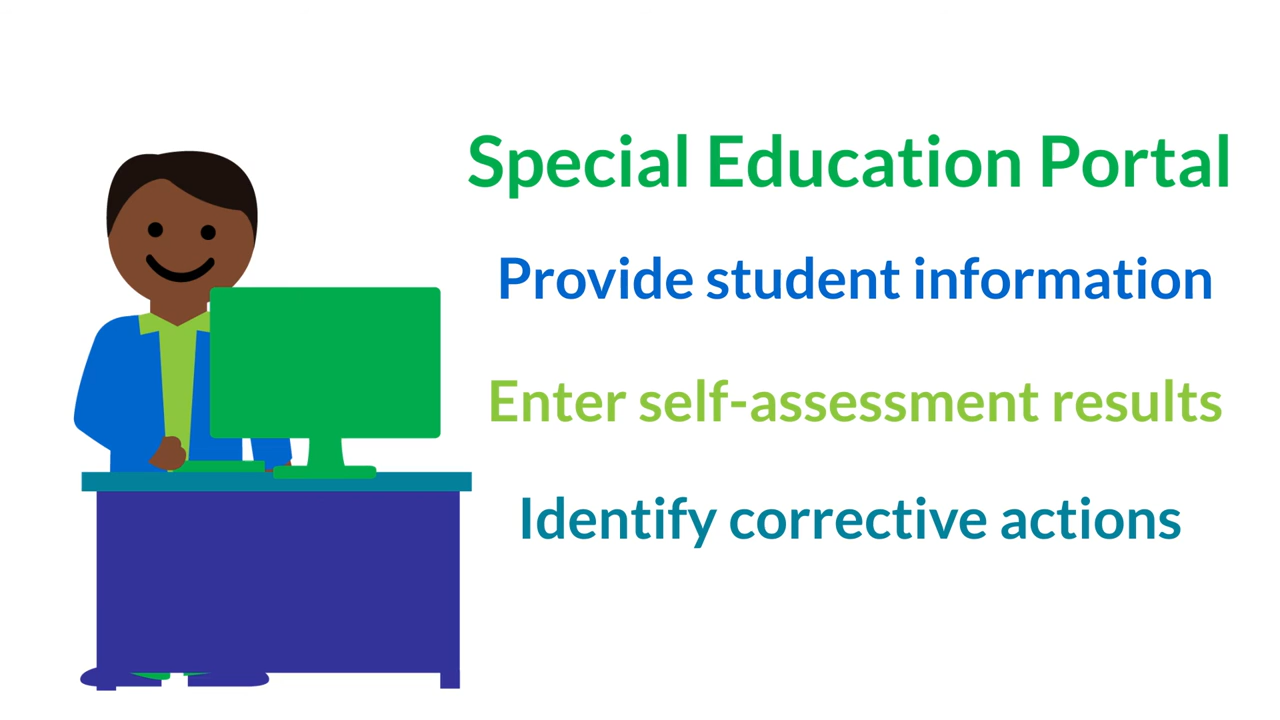 Special Education Portal
Provide student information
Enter self-assessment results
Identify corrective actions